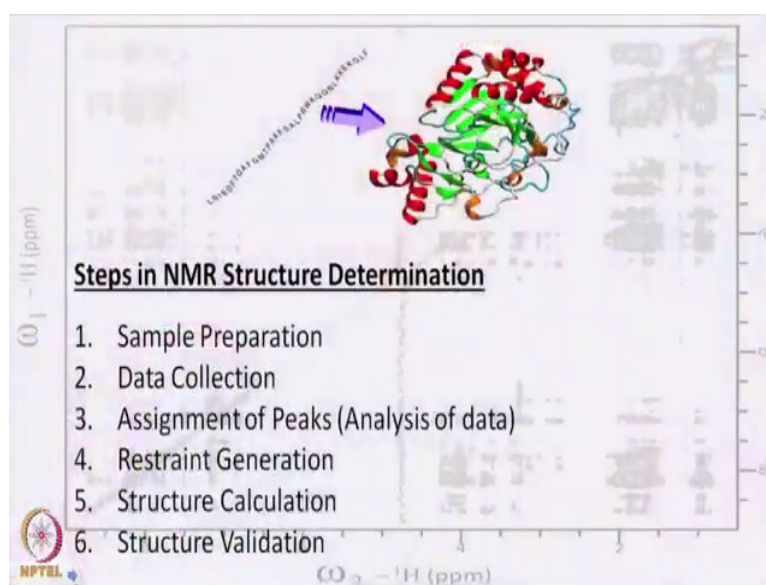 Steps in NMR Structure Determination
1. Sample Preparation
2. Data Collection
3. Assignment of Peaks (Analysis of data)
4. Restraint Generation
5. Structure Calculation
6. Structure Validation
ω₁ – ¹H (ppm)
4
ω₂ – ¹H (ppm)
NPTEL